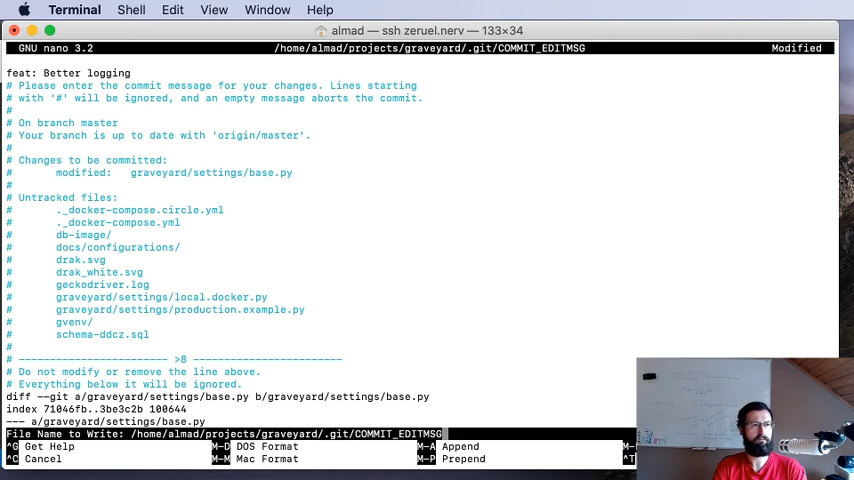 Terminal Shell Edit View Window Help
almad — ssh zeruel.nerv — 133×34
GNU nano 3.2 /home/almad/projects/graveyard/.git/COMMIT_EDITMSG Modified
feat: Better logging
# Please enter the commit message for your changes. Lines starting
# with '#' will be ignored, and an empty message aborts the commit.
#
# On branch master
# Your branch is up to date with 'origin/master'.
#
# Changes to be committed:
# modified: graveyard/settings/base.py
#
# Untracked files:
# ._docker-compose.circle.yml
# ._docker-compose.yml
# db-image/
# docs/configurations/
# drak.svg
# drak_white.svg
# geckodriver.log
# graveyard/settings/local.docker.py
# graveyard/settings/production.example.py
# gvenv/
# schema-ddcz.sql
#
# ------------------------ >8 ------------------------
# Do not modify or remove the line above.
# Everything below it will be ignored.
diff --git a/graveyard/settings/base.py b/graveyard/settings/base.py
index 71046fb..3be3c2b 100644
--- a/graveyard/settings/base.py
File Name to Write: /home/almad/projects/graveyard/.git/COMMIT_EDITMSG
^G Get Help M-D DOS Format M-A Append M-
^C Cancel M-M Mac Format M-P Prepend ^T